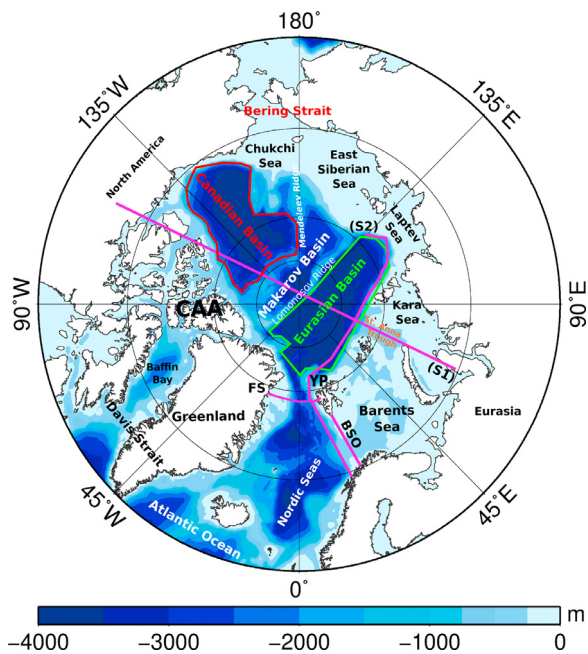 180°
135°W
135°E
Bering Strait
North America
Chukchi
Sea
East
Siberian
Sea
Mendeleev Ridge
Canadian Basin
(S2)
Laptev
Sea
Makarov Basin
Lomonosov Ridge
Eurasian Basin
90°W
90°E
CAA
Kara
Sea
St. Anna
Trough
(S1)
Baffin
Bay
FS
YP
Greenland
Barents
Sea
Eurasia
BSO
Davis Strait
Nordic Seas
45°W
45°E
Atlantic Ocean
0°
m
−4000
−3000
−2000
−1000
0